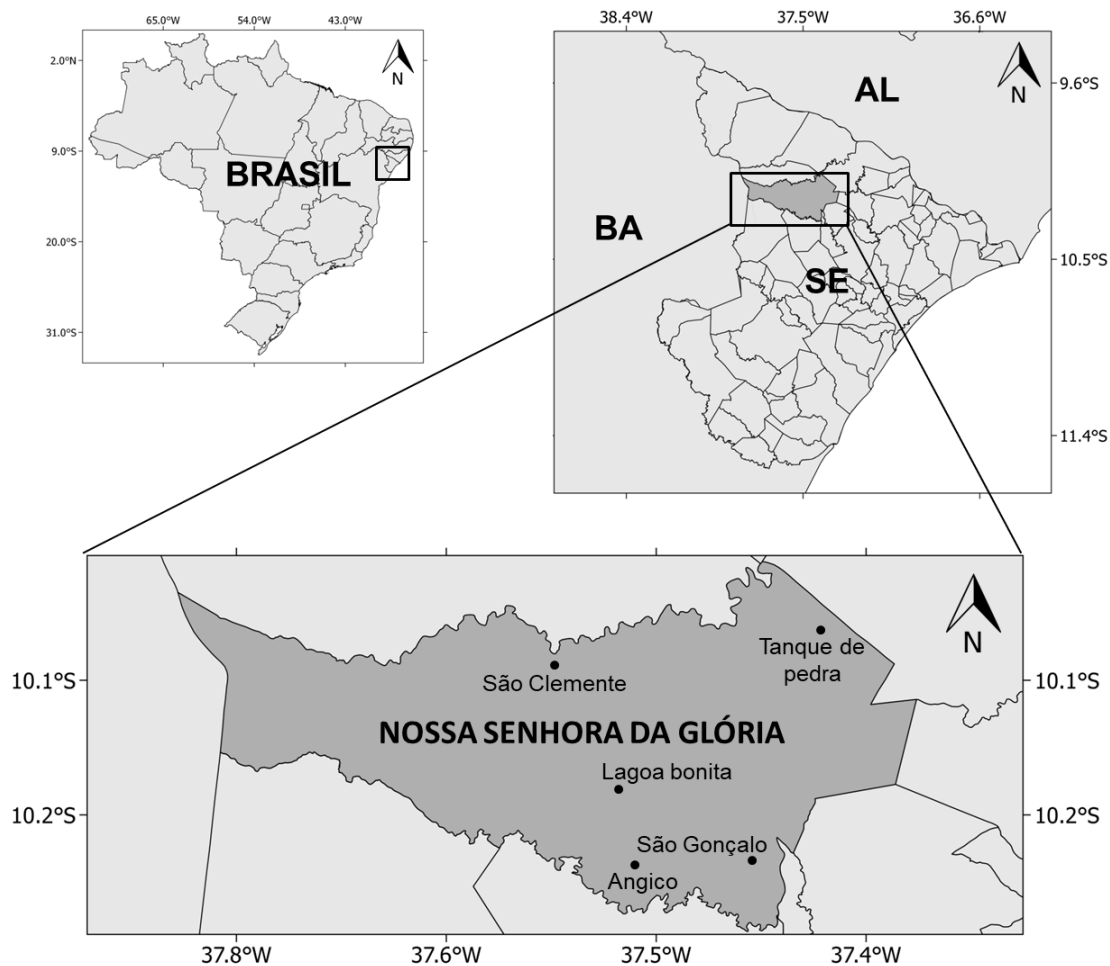 65.0°W 54.0°W 43.0°W
2.0°S
9.0°S
20.0°S
31.0°S
N
BRASIL
38.4°W 37.5°W 36.6°W
9.6°S
10.5°S
11.4°S
N
AL
BA
SE
N
Tanque de
pedra
São Clemente
10.1°S 10.1°S
NOSSA SENHORA DA GLÓRIA
Lagoa bonita
10.2°S 10.2°S
São Gonçalo
Angico
37.8°W 37.6°W 37.5°W 37.4°W